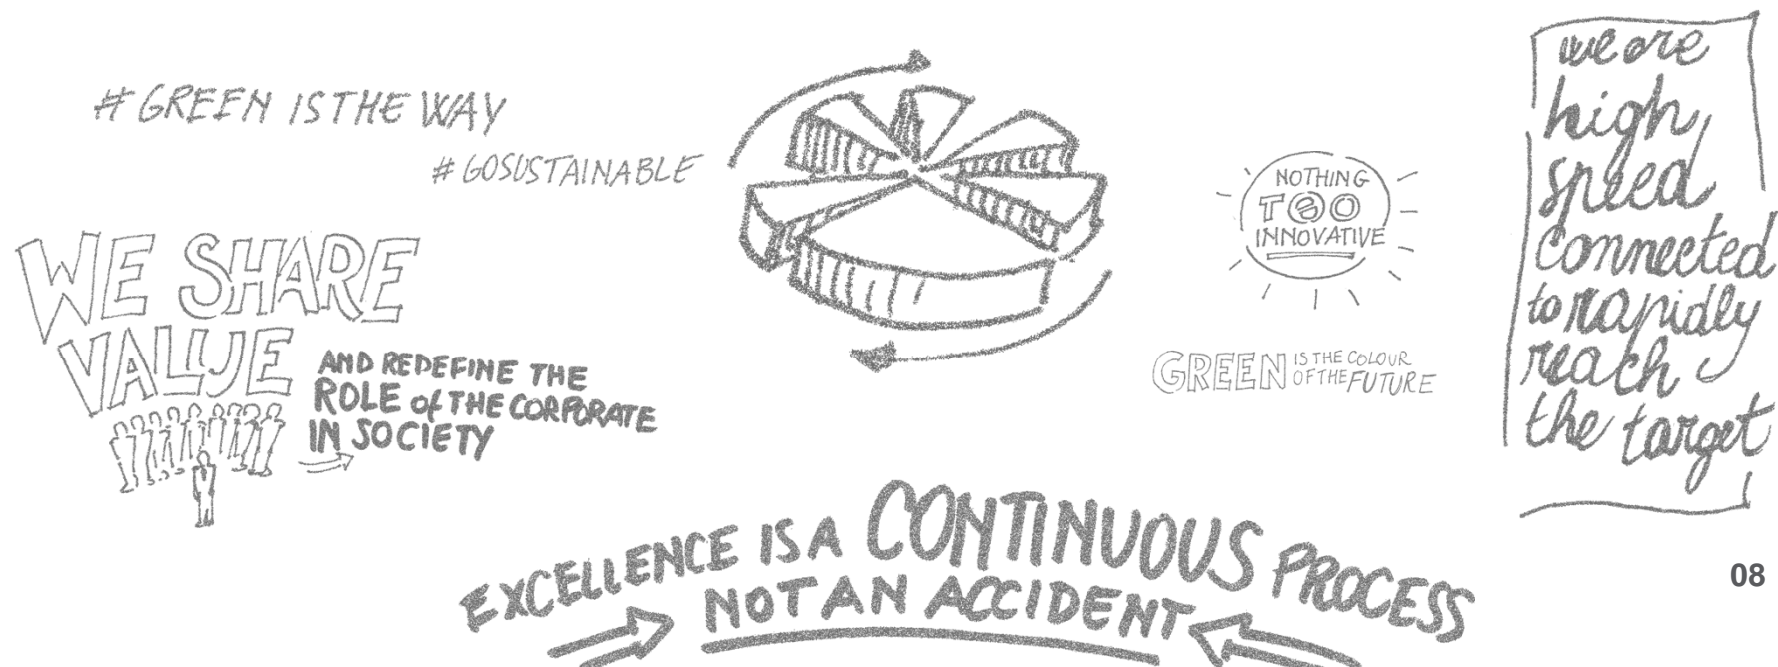 # GREEN IS THE WAY
# GOSUSTAINABLE
WE SHARE
VALUE
AND REDEFINE THE
ROLE of THE CORPORATE
IN SOCIETY
NOTHING
TOO
INNOVATIVE
GREEN IS THE COLOUR
OF THE FUTURE
we are
high
speed
connected
to rapidly
reach
the target
EXCELLENCE IS A CONTINUOUS PROCESS
NOT AN ACCIDENT
08